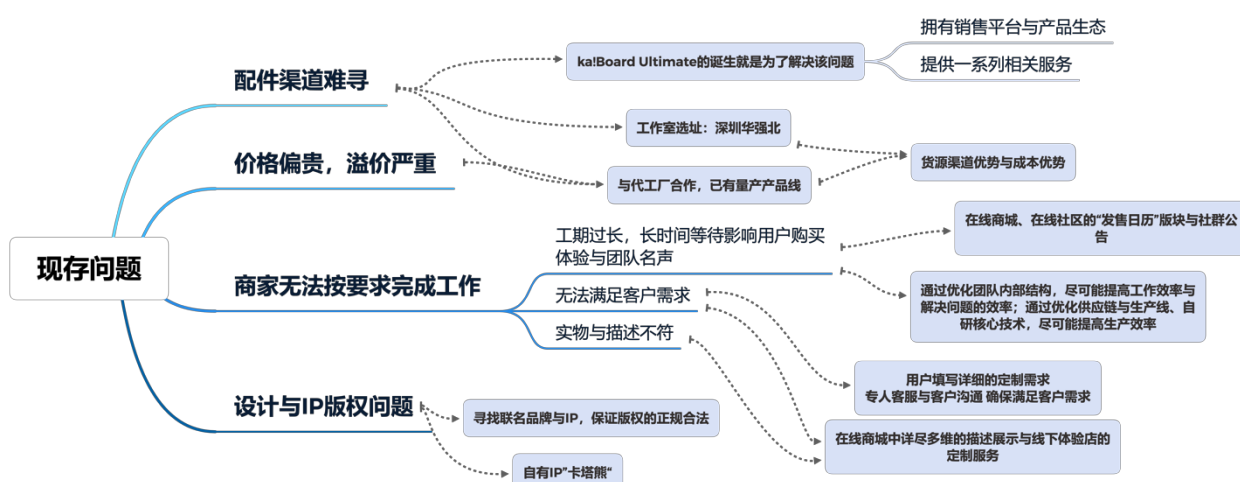 现存问题
配件渠道难寻
ka!Board Ultimate的诞生就是为了解决该问题
拥有销售平台与产品生态
提供一系列相关服务
工作室选址：深圳华强北
价格偏贵，溢价严重
与代工厂合作，已有量产产品线
货源渠道优势与成本优势
商家无法按要求完成工作
工期过长，长时间等待影响用户购买
体验与团队名声
在线商城、在线社区的“发售日历”版块与社群公
告
通过优化团队内部结构，尽可能提高工作效率与
解决问题的效率；通过优化供应链与生产线、自
研核心技术，尽可能提高生产效率
无法满足客户需求
用户填写详细的定制需求
专人客服与客户沟通 确保满足客户需求
实物与描述不符
在线商城中详尽多维的描述展示与线下体验店的
定制服务
设计与IP版权问题
寻找联名品牌与IP，保证版权的正规合法
自有IP”卡塔熊“